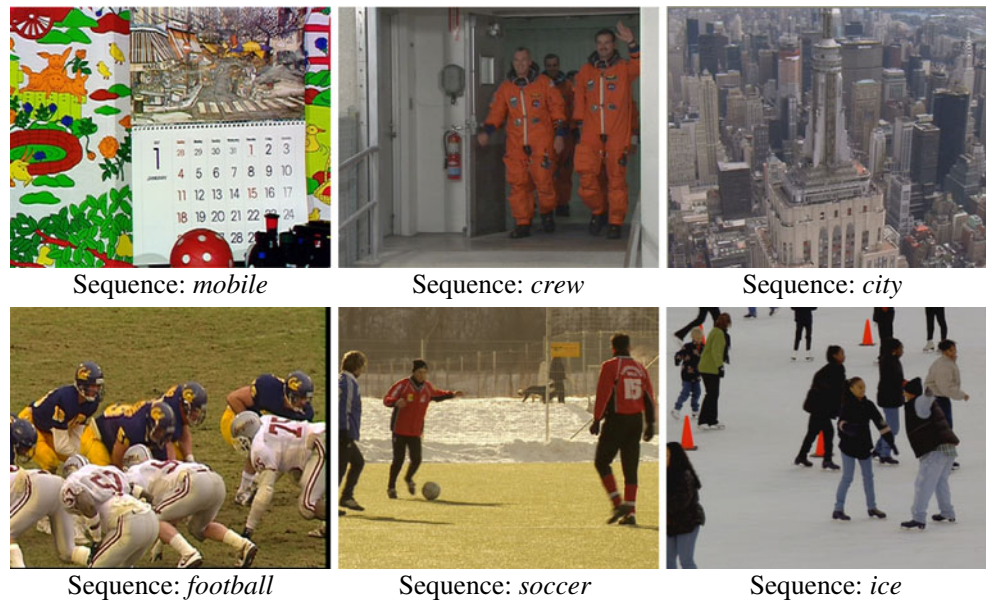 1
JANUARY
28 29 30 31 1 2 3
4 5 6 7 8 9 10
11 12 13 14 15 16 17
18 19 20 21 22 23 24
28
Sequence: mobile
Sequence: crew
Sequence: city
15
Sequence: football
Sequence: soccer
Sequence: ice